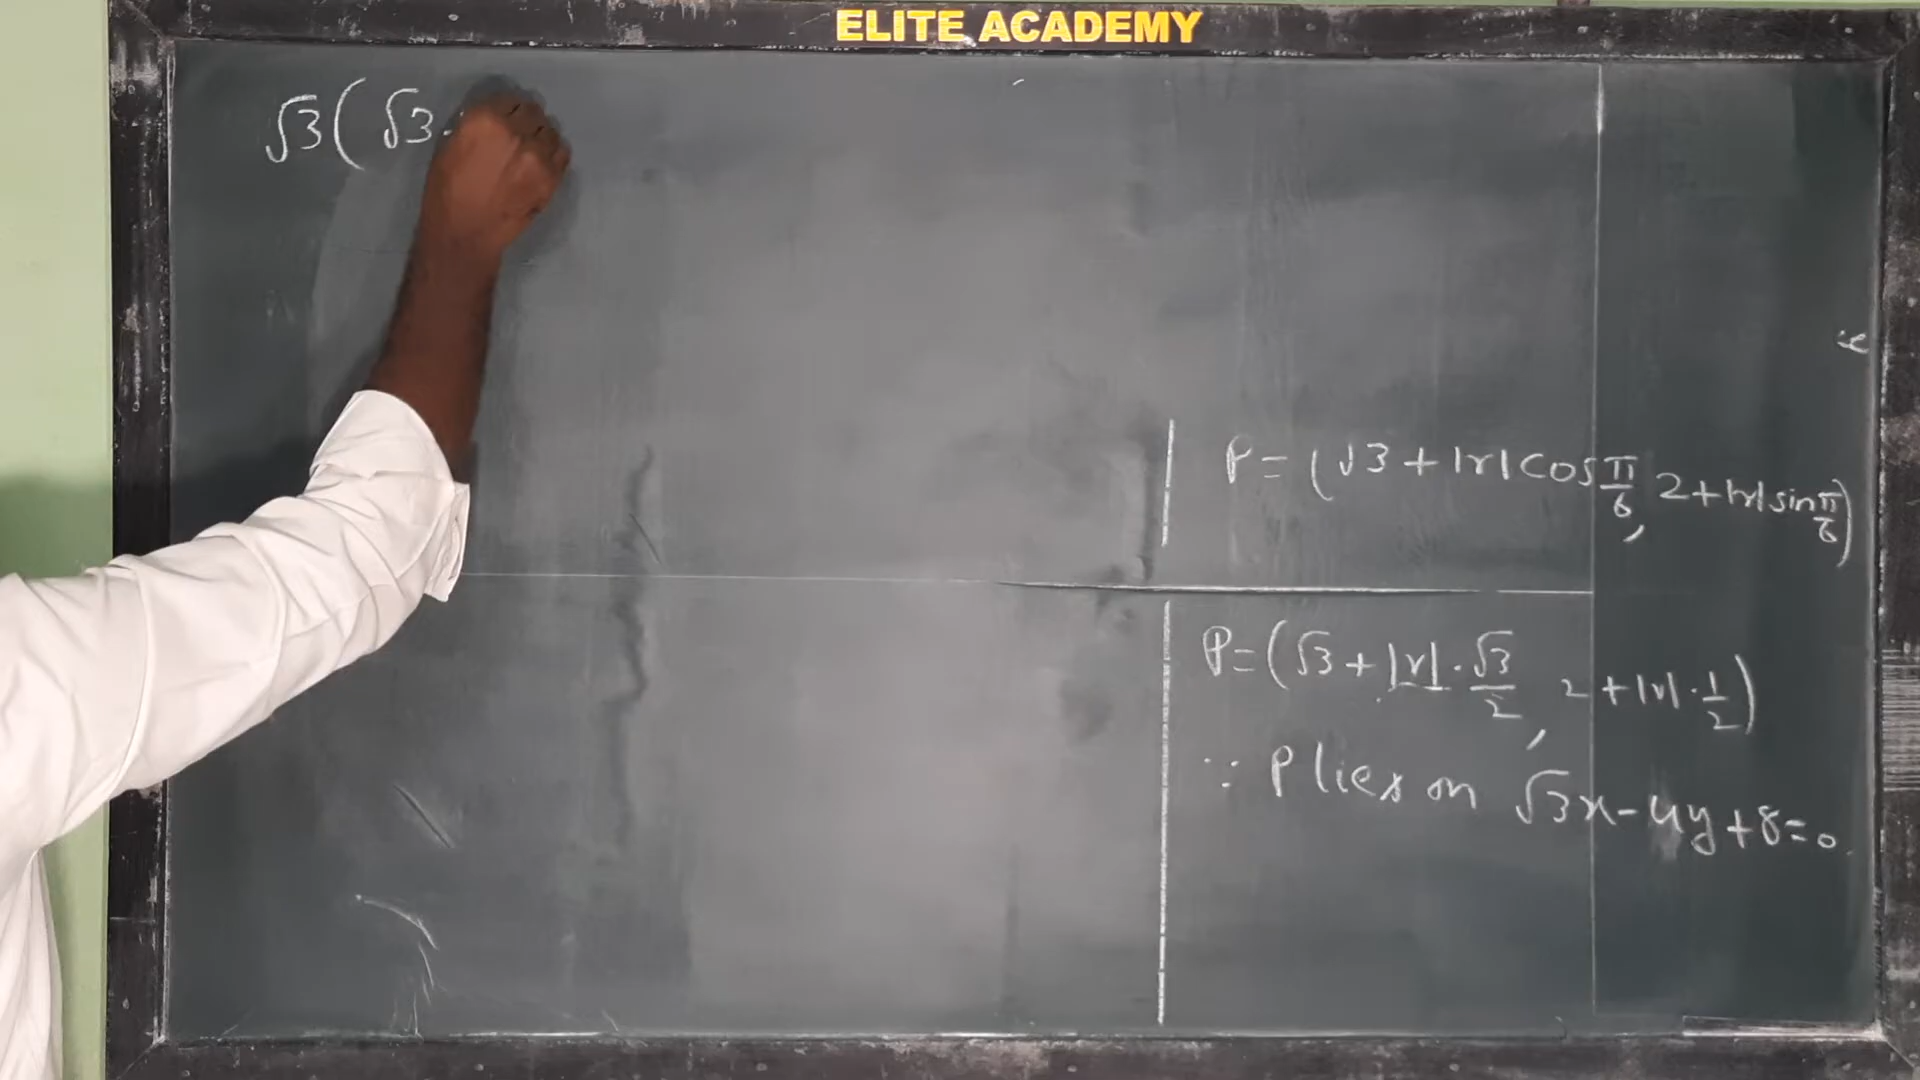 ELITE ACADEMY
√3(√3
P = (√3 + |r| cos π/6, 2 + |r| sin π/6)
P = (√3 + |r| · √3/2, 2 + |r| · 1/2)
∵ P lies on √3x - 4y + 8 = 0.